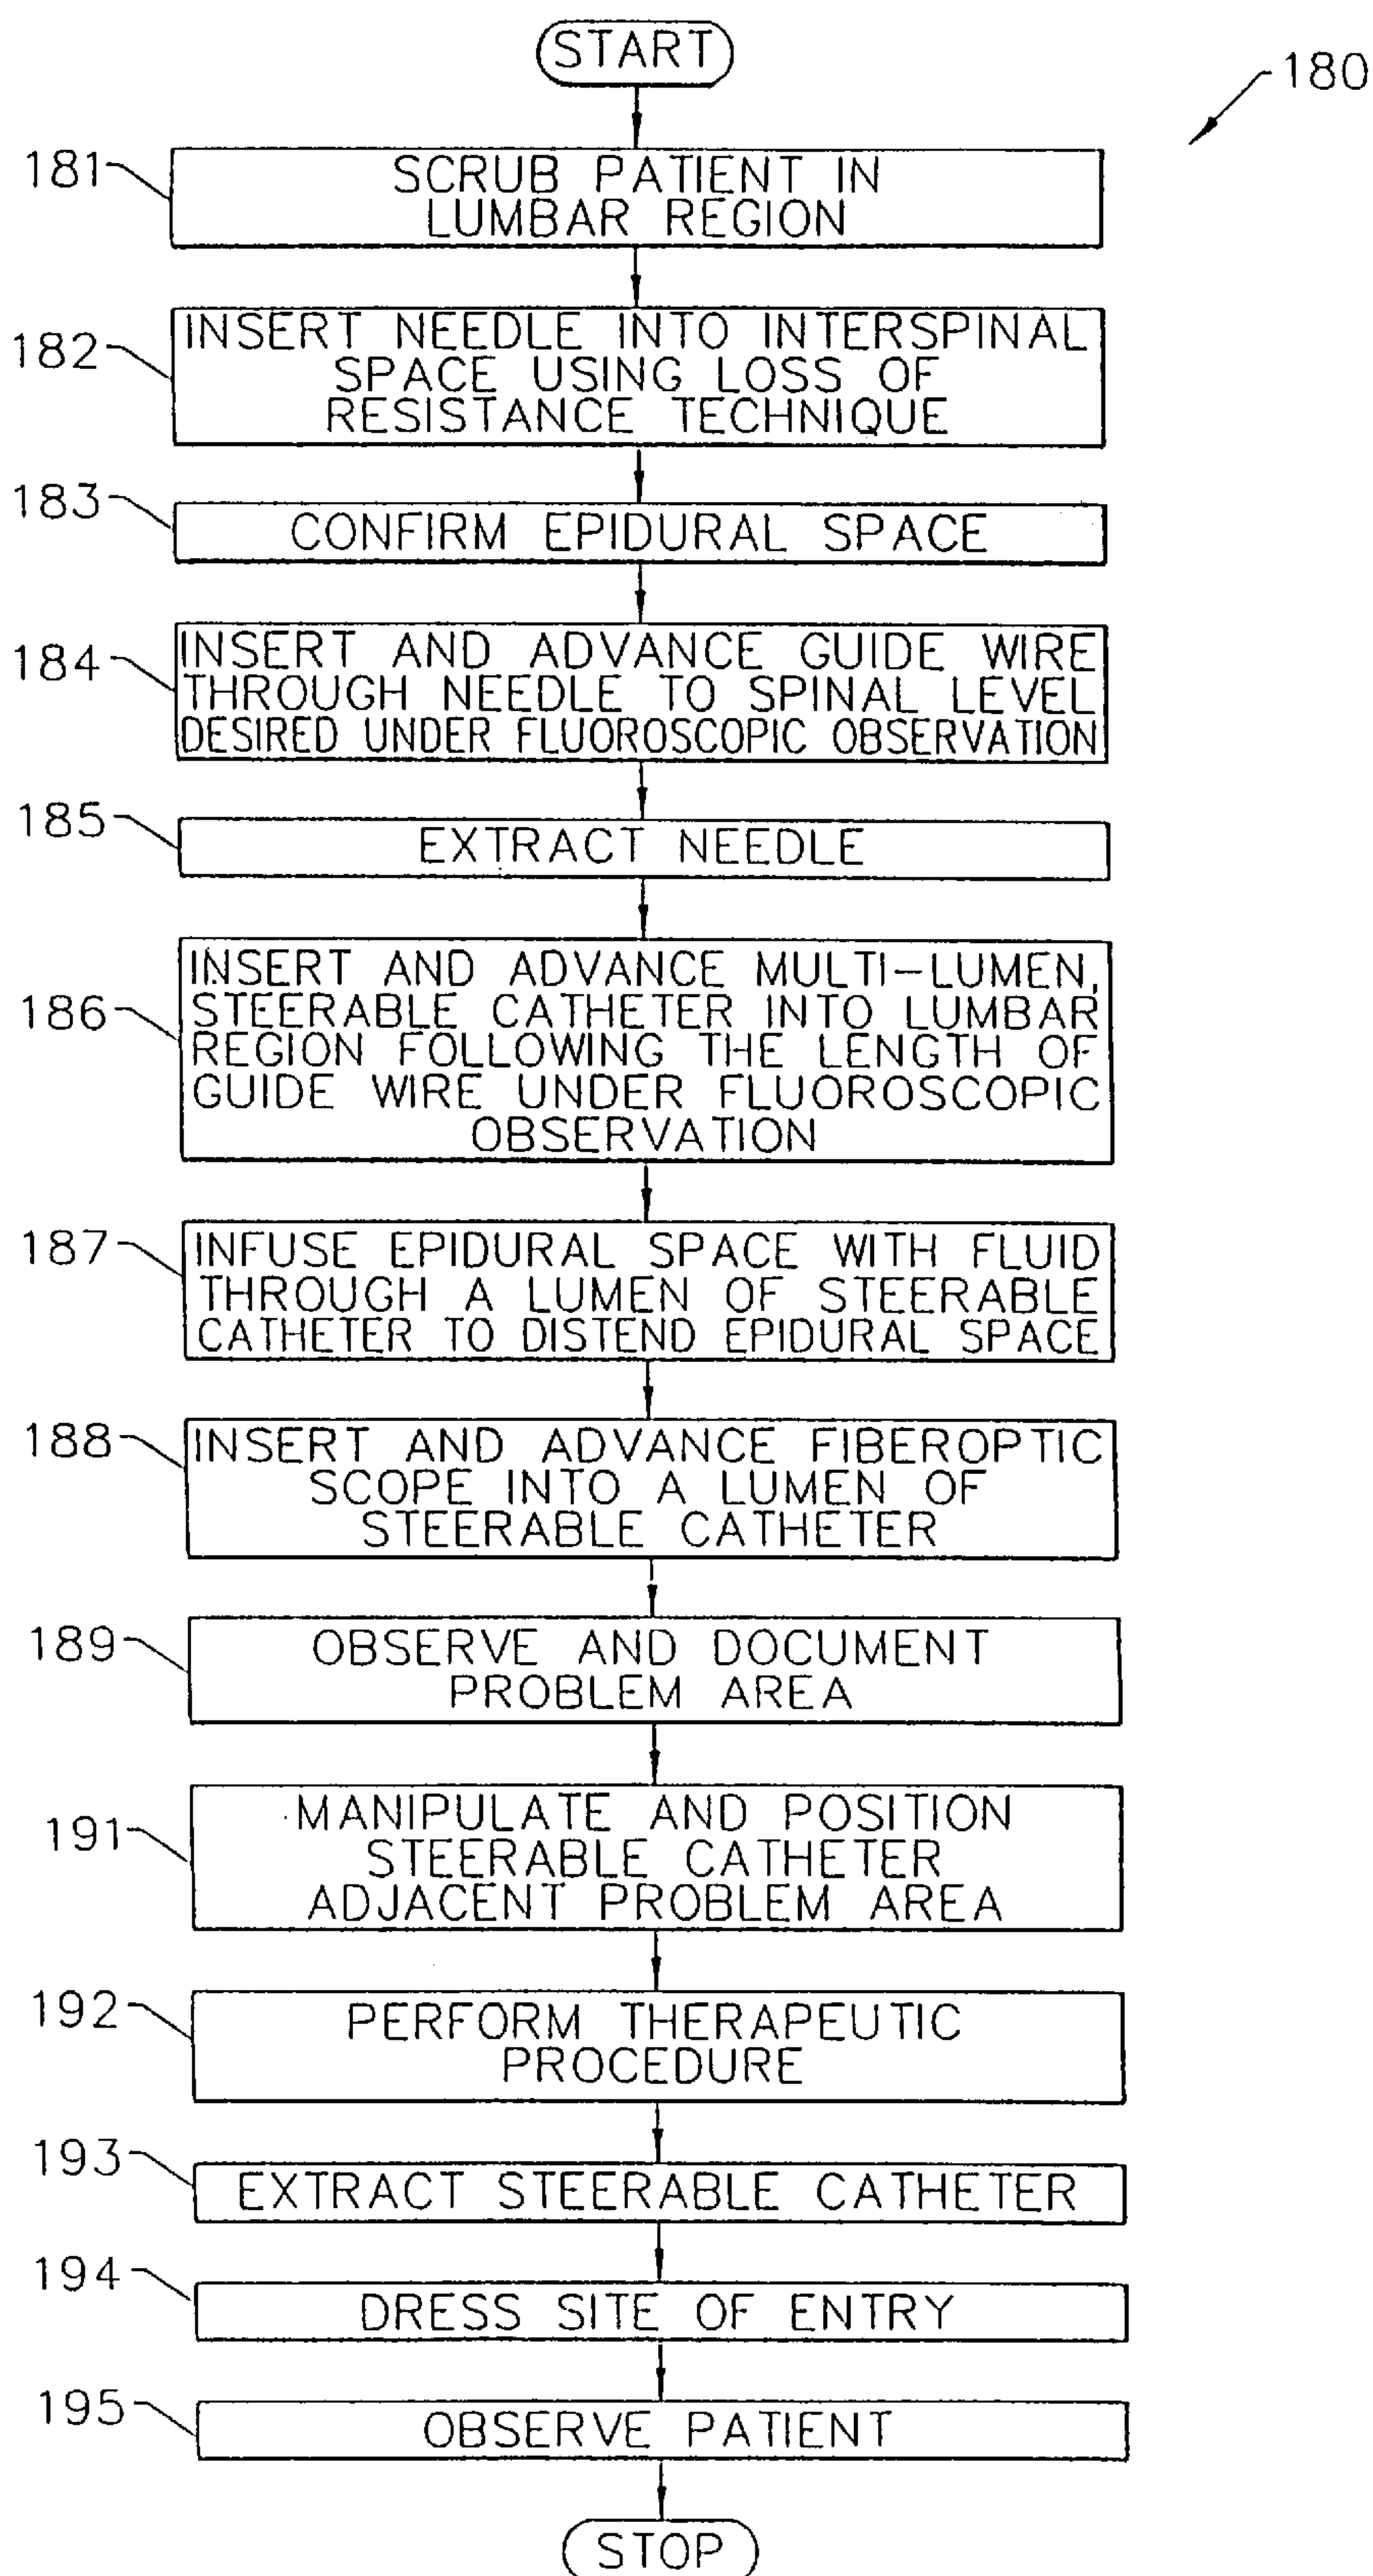 START
180
181
SCRUB PATIENT IN
LUMBAR REGION
182
INSERT NEEDLE INTO INTERSPINAL
SPACE USING LOSS OF
RESISTANCE TECHNIQUE
183
CONFIRM EPIDURAL SPACE
184
INSERT AND ADVANCE GUIDE WIRE
THROUGH NEEDLE TO SPINAL LEVEL
DESIRED UNDER FLUOROSCOPIC OBSERVATION
185
EXTRACT NEEDLE
186
INSERT AND ADVANCE MULTI-LUMEN,
STEERABLE CATHETER INTO LUMBAR
REGION FOLLOWING THE LENGTH OF
GUIDE WIRE UNDER FLUOROSCOPIC
OBSERVATION
187
INFUSE EPIDURAL SPACE WITH FLUID
THROUGH A LUMEN OF STEERABLE
CATHETER TO DISTEND EPIDURAL SPACE
188
INSERT AND ADVANCE FIBEROPTIC
SCOPE INTO A LUMEN OF
STEERABLE CATHETER
189
OBSERVE AND DOCUMENT
PROBLEM AREA
191
MANIPULATE AND POSITION
STEERABLE CATHETER
ADJACENT PROBLEM AREA
192
PERFORM THERAPEUTIC
PROCEDURE
193
EXTRACT STEERABLE CATHETER
194
DRESS SITE OF ENTRY
195
OBSERVE PATIENT
STOP